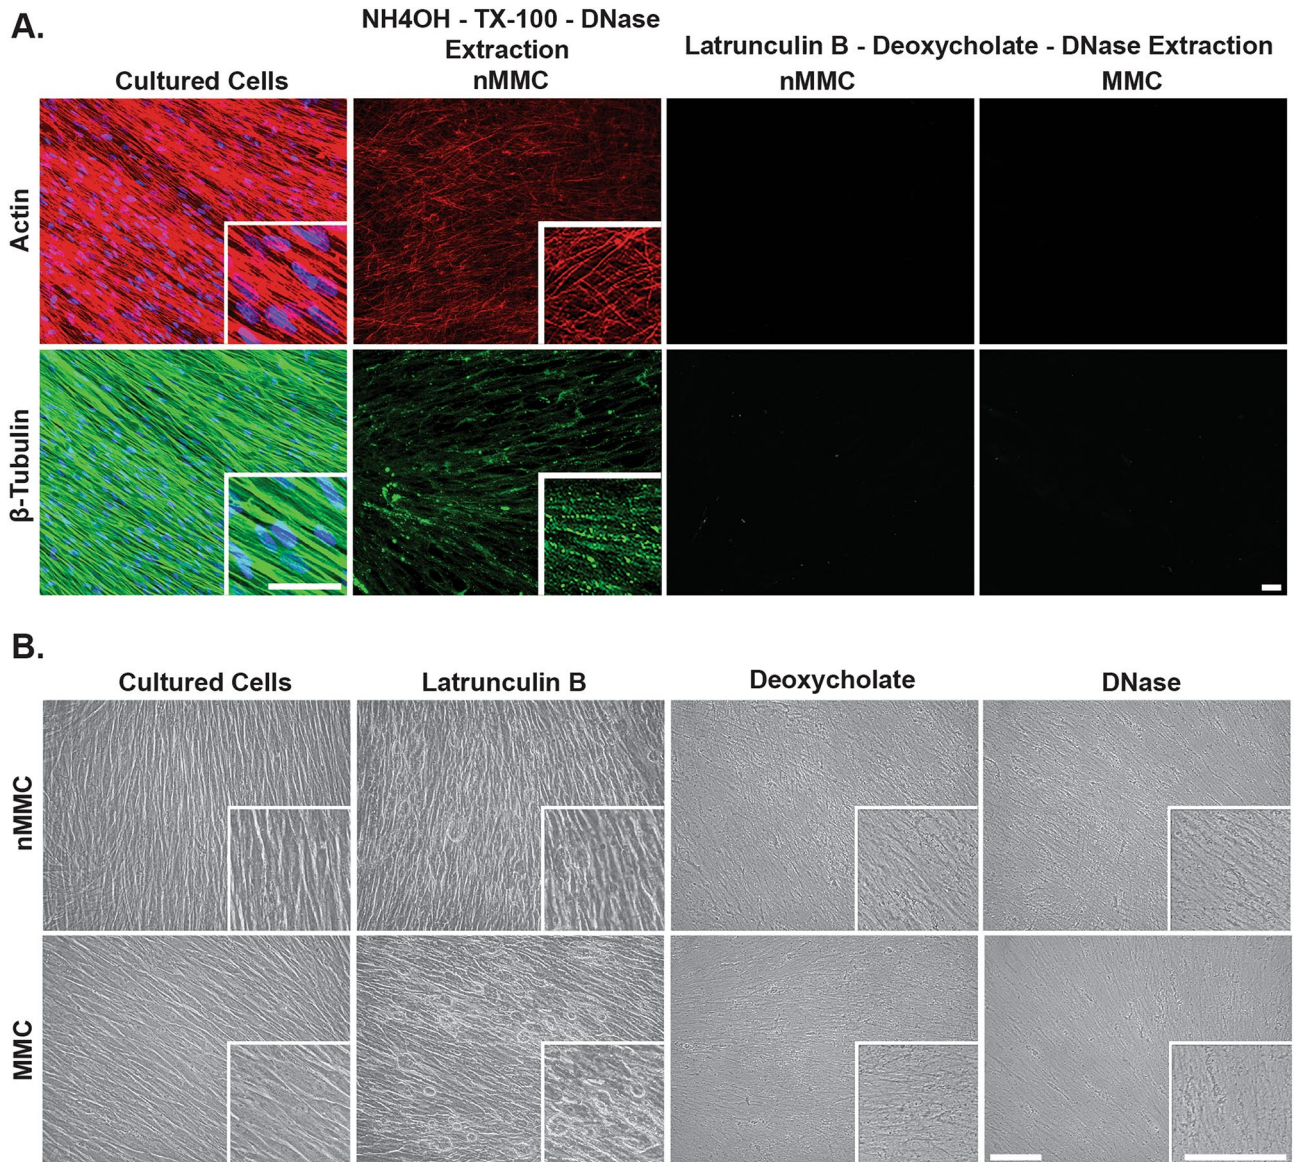 A.
NH4OH - TX-100 - DNase
Extraction
Latrunculin B - Deoxycholate - DNase Extraction
Cultured Cells
nMMC
nMMC
MMC
Actin
β-Tubulin
B.
Cultured Cells
Latrunculin B
Deoxycholate
DNase
nMMC
MMC